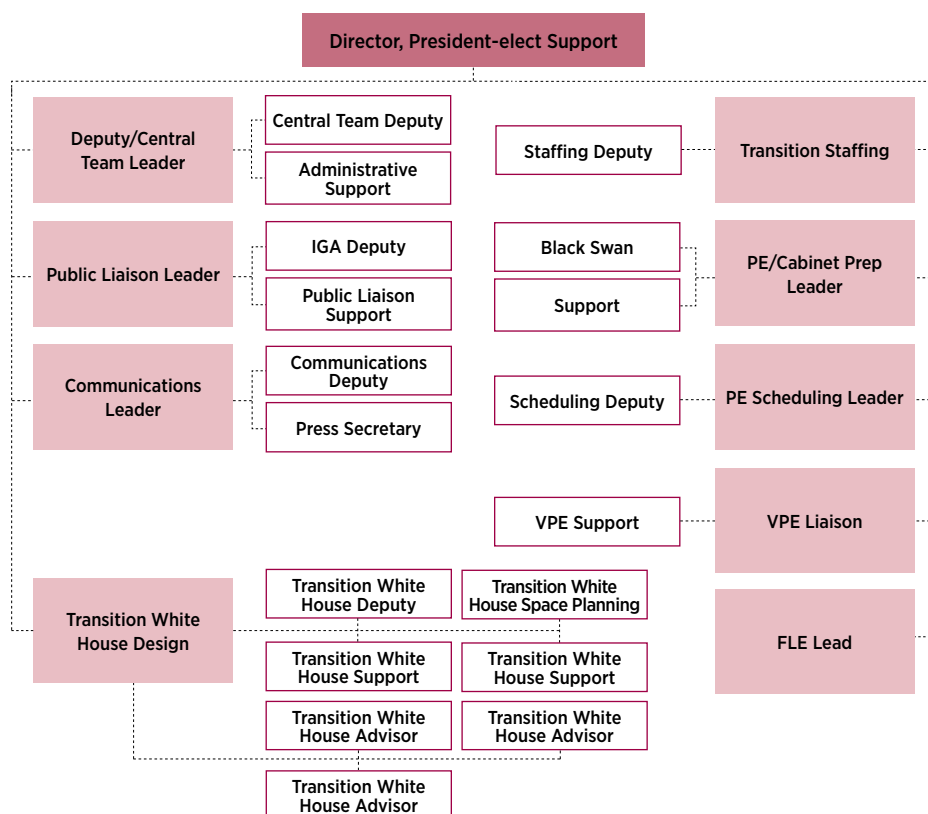 Director, President-elect Support
Deputy/Central
Team Leader
Central Team Deputy
Administrative
Support
Staffing Deputy
Transition Staffing
Public Liaison Leader
IGA Deputy
Public Liaison
Support
Black Swan
Support
PE/Cabinet Prep
Leader
Communications
Leader
Communications
Deputy
Press Secretary
Scheduling Deputy
PE Scheduling Leader
VPE Support
VPE Liaison
Transition White
House Design
Transition White
House Deputy
Transition White
House Space Planning
Transition White
House Support
Transition White
House Support
Transition White
House Advisor
Transition White
House Advisor
Transition White
House Advisor
FLE Lead